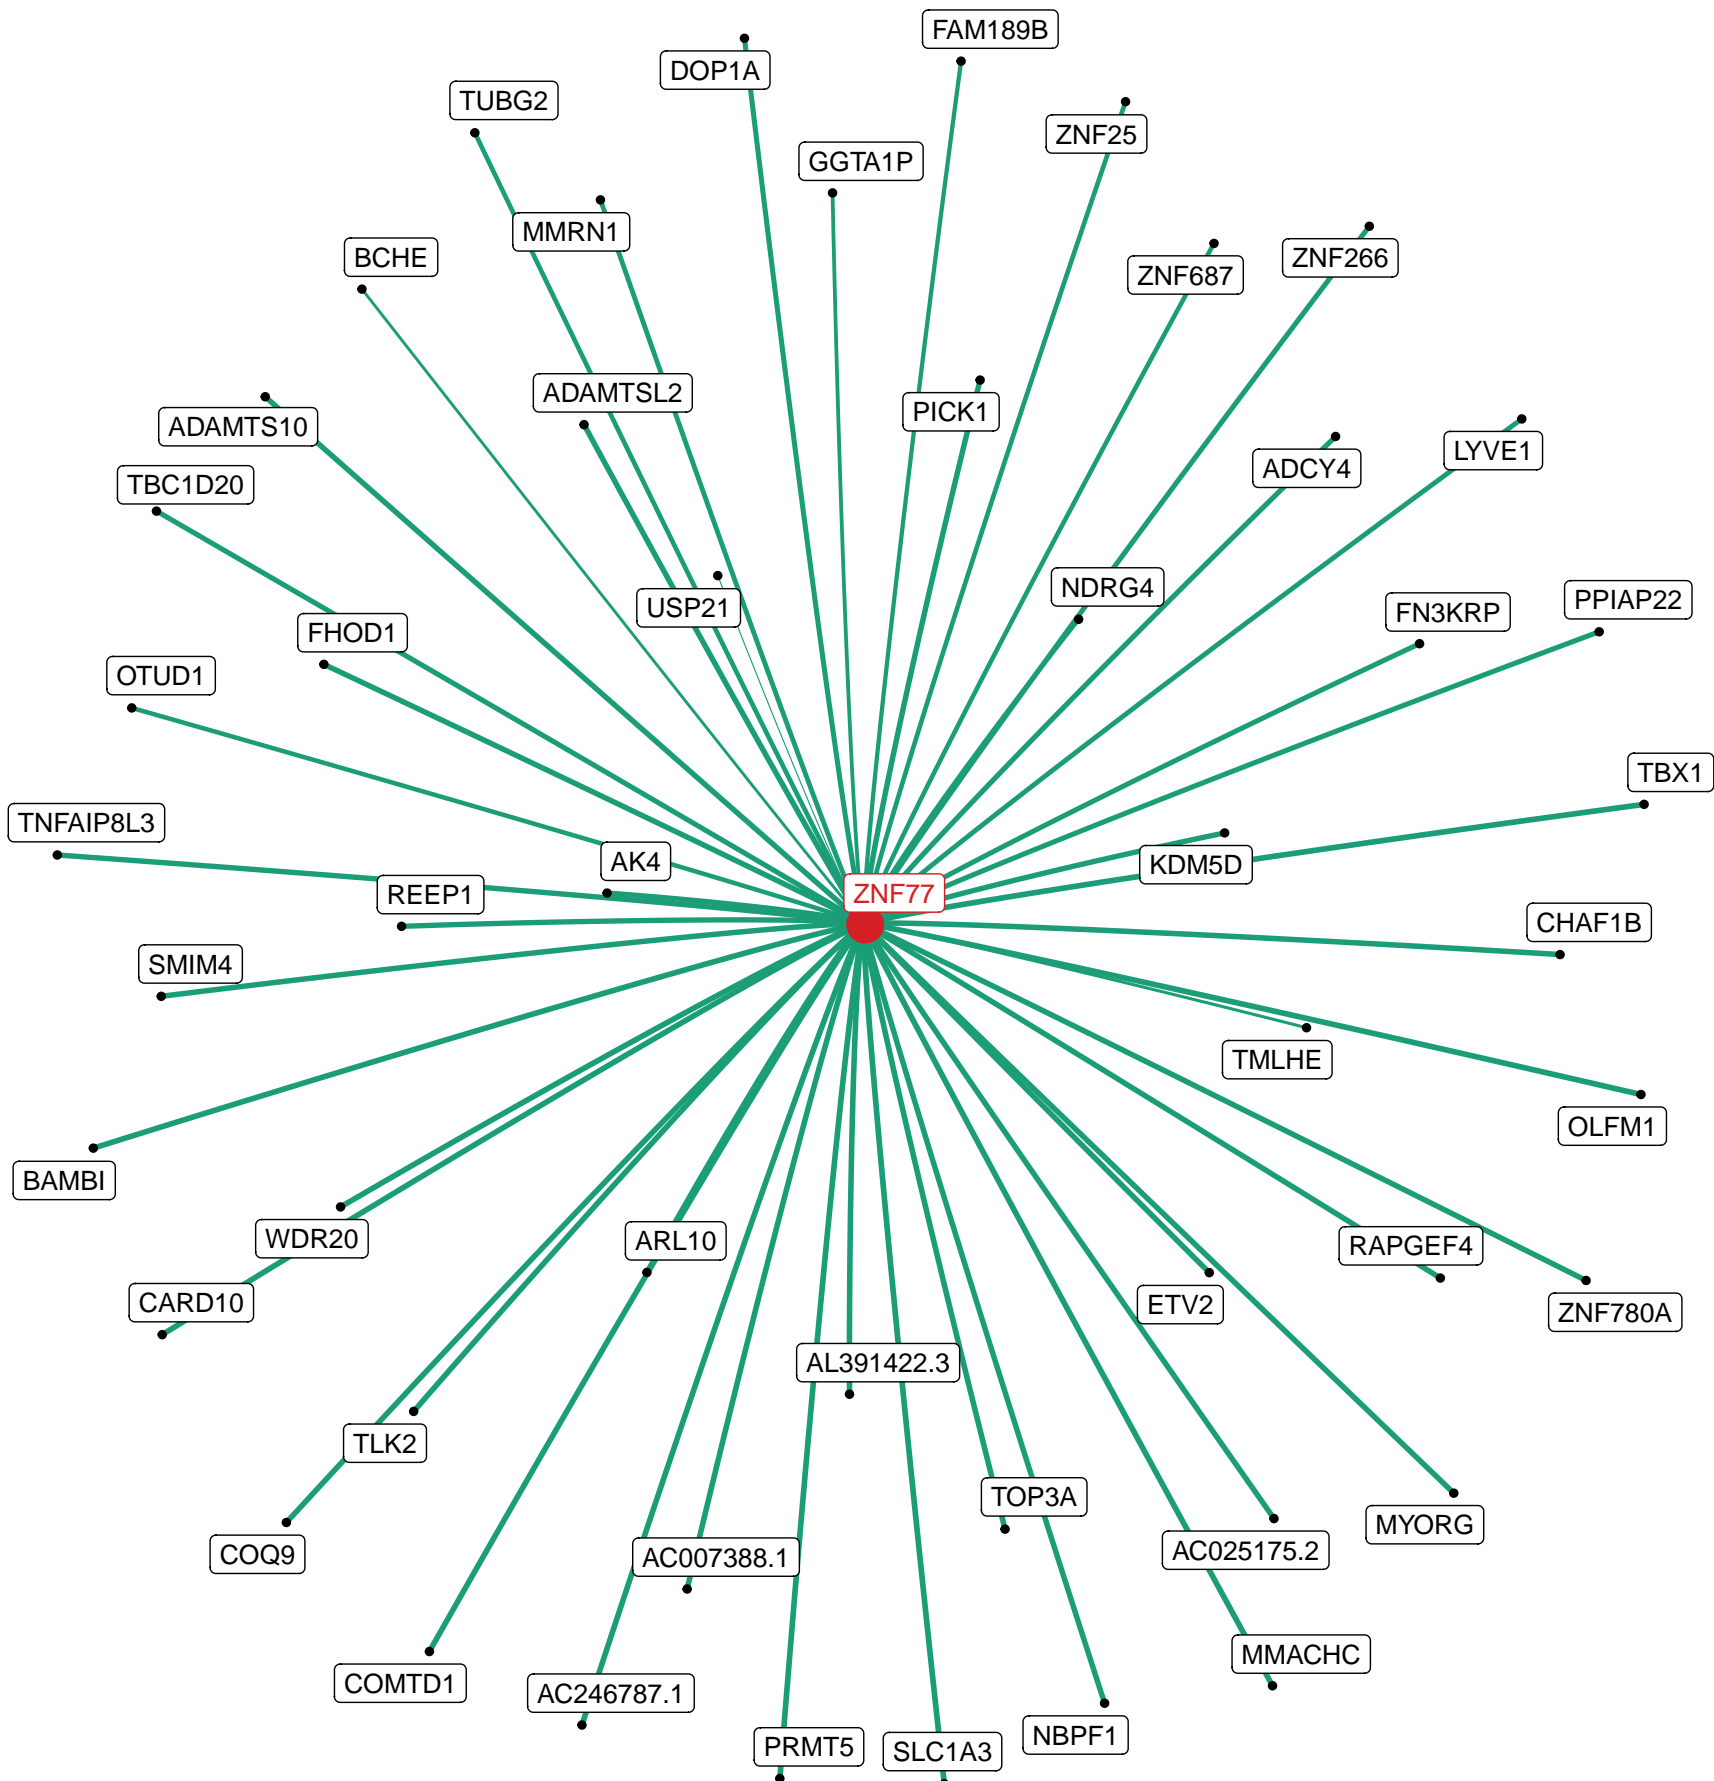 FAM189B
DOP1A
TUBG2
ZNF25
GGTA1P
MMRN1
BCHE
ZNF266
ZNF687
ADAMTSL2
PICK1
ADAMTS10
LYVE1
ADCY4
TBC1D20
NDRG4
PPIAP22
USP21
FN3KRP
FHOD1
OTUD1
TBX1
TNFAIP8L3
AK4
KDM5D
REEP1
ZNF77
CHAF1B
SMIM4
TMLHE
OLFM1
BAMBI
WDR20
ARL10
RAPGEF4
CARD10
ETV2
ZNF780A
AL391422.3
TLK2
TOP3A
MYORG
AC025175.2
COQ9
AC007388.1
MMACHC
COMTD1
AC246787.1
NBPF1
PRMT5
SLC1A3